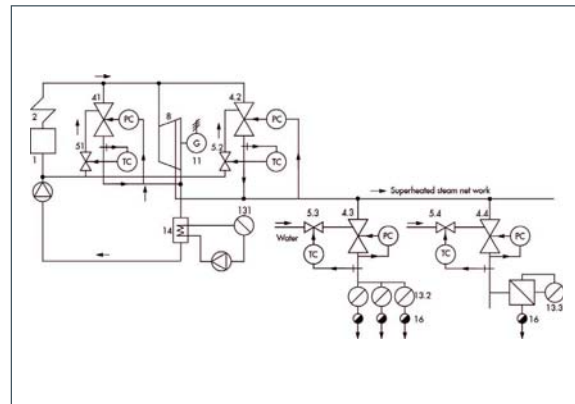 41
8
4.2
2
PC
PC
G
51
11
5.2
1
TC
TC
Superheated steam net work
131
5.3
4.3
5.4
4.4
14
Water
PC
PC
TC
TC
13.2
13.3
16
16